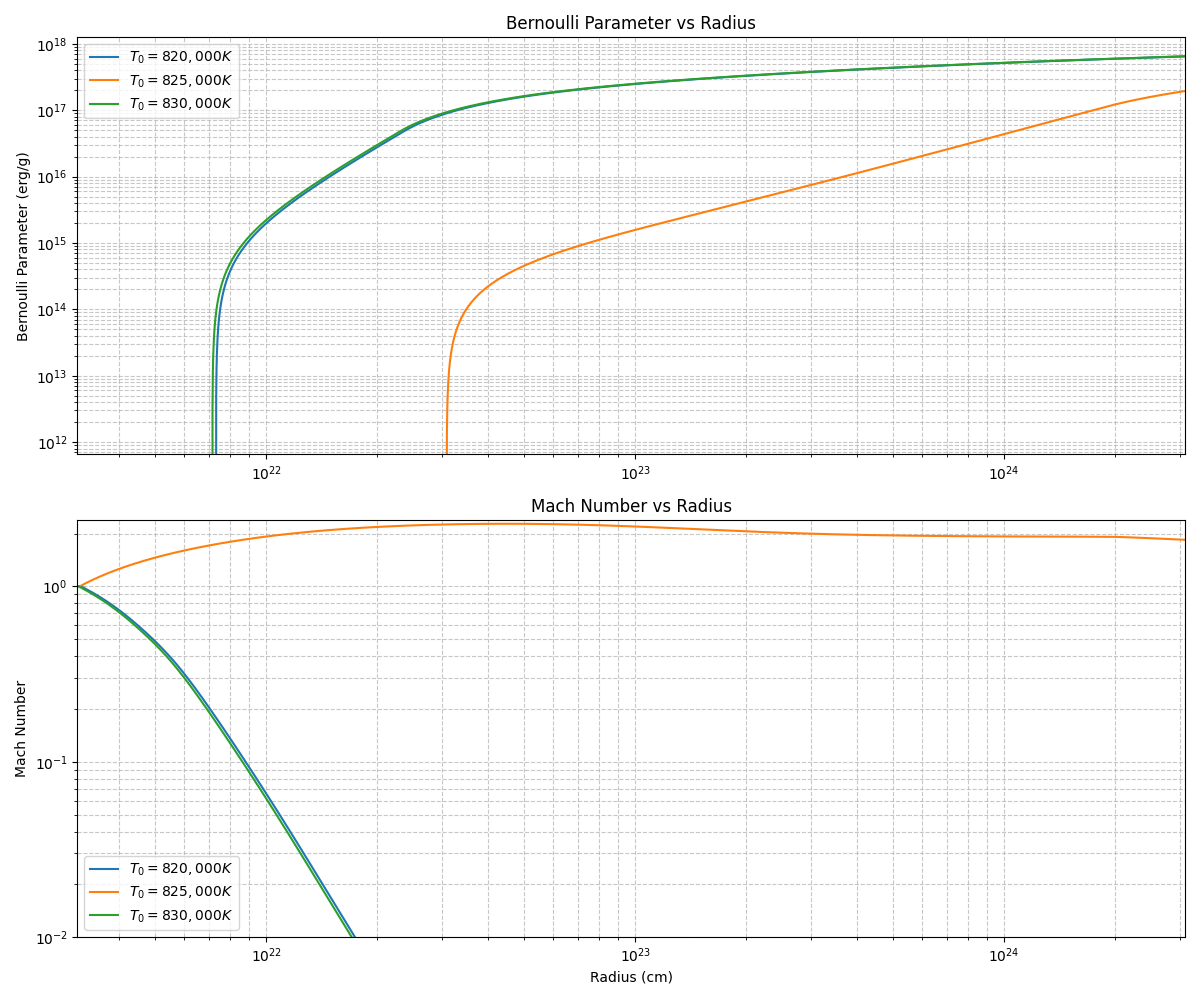 Bernoulli Parameter vs Radius
Bernoulli Parameter (erg/g)
10^18
10^17
10^16
10^15
10^14
10^13
10^12
T_0 = 820,000K
T_0 = 825,000K
T_0 = 830,000K
10^22
10^23
10^24
Mach Number vs Radius
Mach Number
10^0
10^-1
10^-2
T_0 = 820,000K
T_0 = 825,000K
T_0 = 830,000K
10^22
10^23
10^24
Radius (cm)